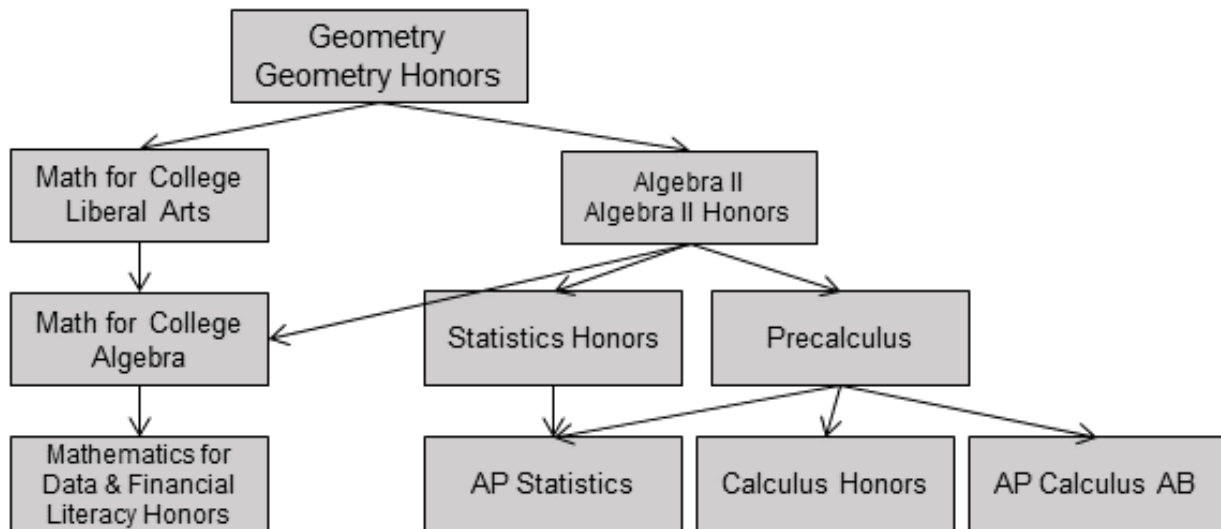 Geometry
Geometry Honors
Math for College
Liberal Arts
Algebra II
Algebra II Honors
Math for College
Algebra
Statistics Honors
Precalculus
Mathematics for
Data & Financial
Literacy Honors
AP Statistics
Calculus Honors
AP Calculus AB